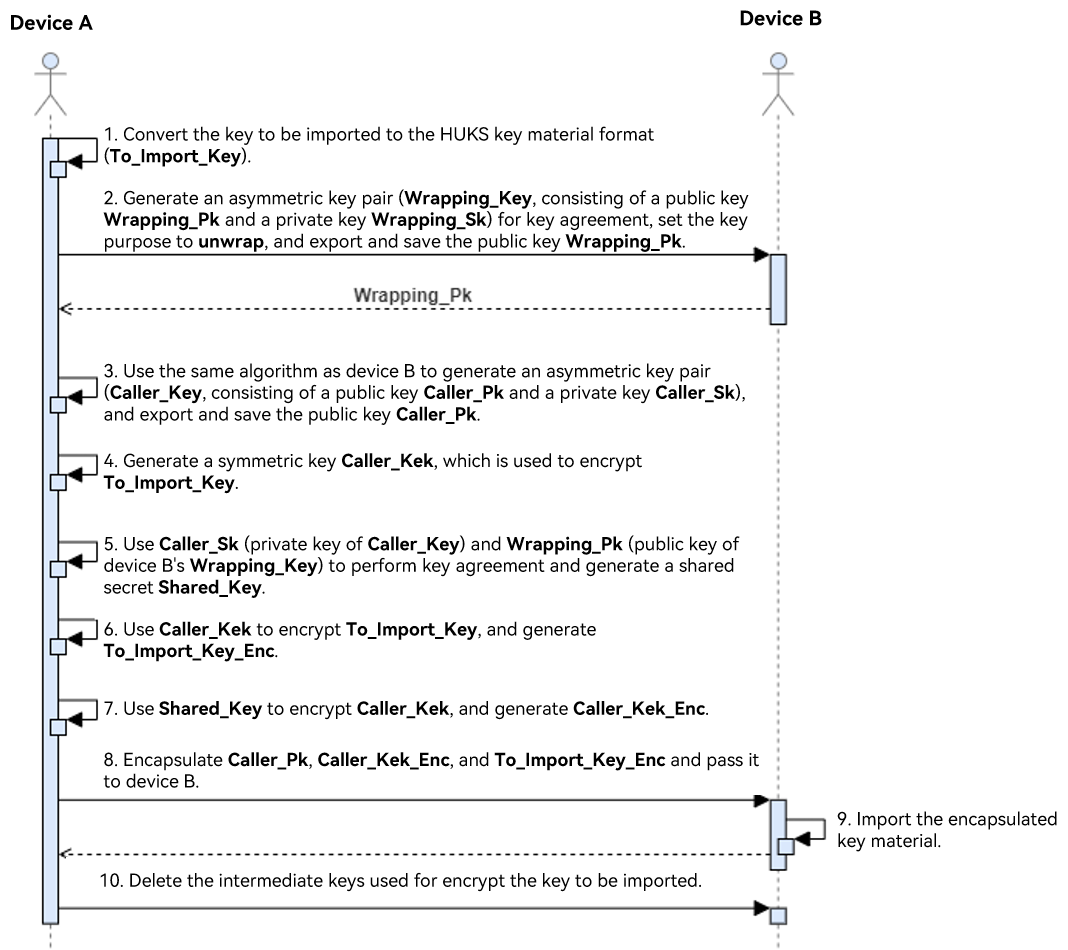 Device A
Device B
1. Convert the key to be imported to the HUKS key material format
(To_Import_Key).
2. Generate an asymmetric key pair (Wrapping_Key, consisting of a public key
Wrapping_Pk and a private key Wrapping_Sk) for key agreement, set the key
purpose to unwrap, and export and save the public key Wrapping_Pk.
Wrapping_Pk
3. Use the same algorithm as device B to generate an asymmetric key pair
(Caller_Key, consisting of a public key Caller_Pk and a private key Caller_Sk),
and export and save the public key Caller_Pk.
4. Generate a symmetric key Caller_Kek, which is used to encrypt
To_Import_Key.
5. Use Caller_Sk (private key of Caller_Key) and Wrapping_Pk (public key of
device B's Wrapping_Key) to perform key agreement and generate a shared
secret Shared_Key.
6. Use Caller_Kek to encrypt To_Import_Key, and generate
To_Import_Key_Enc.
7. Use Shared_Key to encrypt Caller_Kek, and generate Caller_Kek_Enc.
8. Encapsulate Caller_Pk, Caller_Kek_Enc, and To_Import_Key_Enc and pass it
to device B.
9. Import the encapsulated
key material.
10. Delete the intermediate keys used for encrypt the key to be imported.